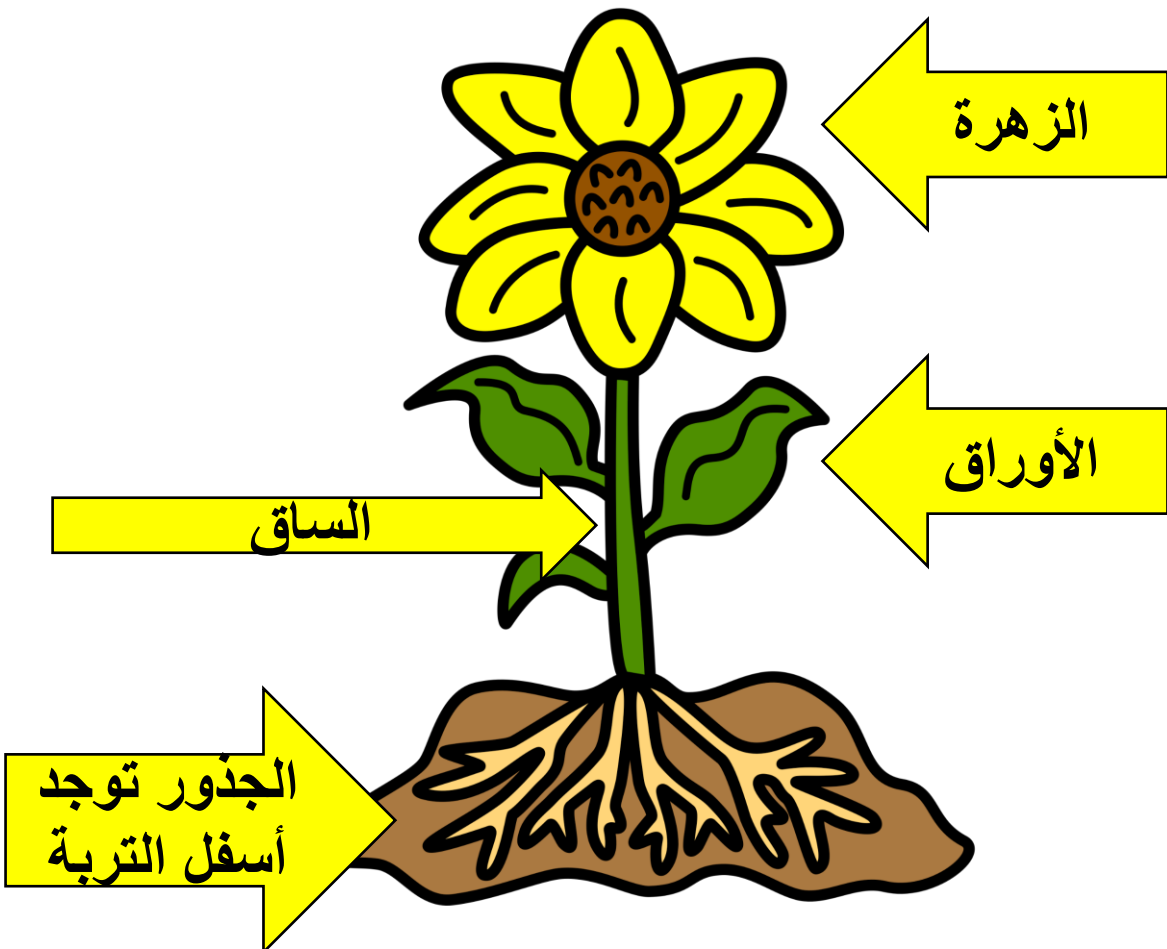 الزهرة
الأوراق
الساق
الجذور توجد
أسفل التربة